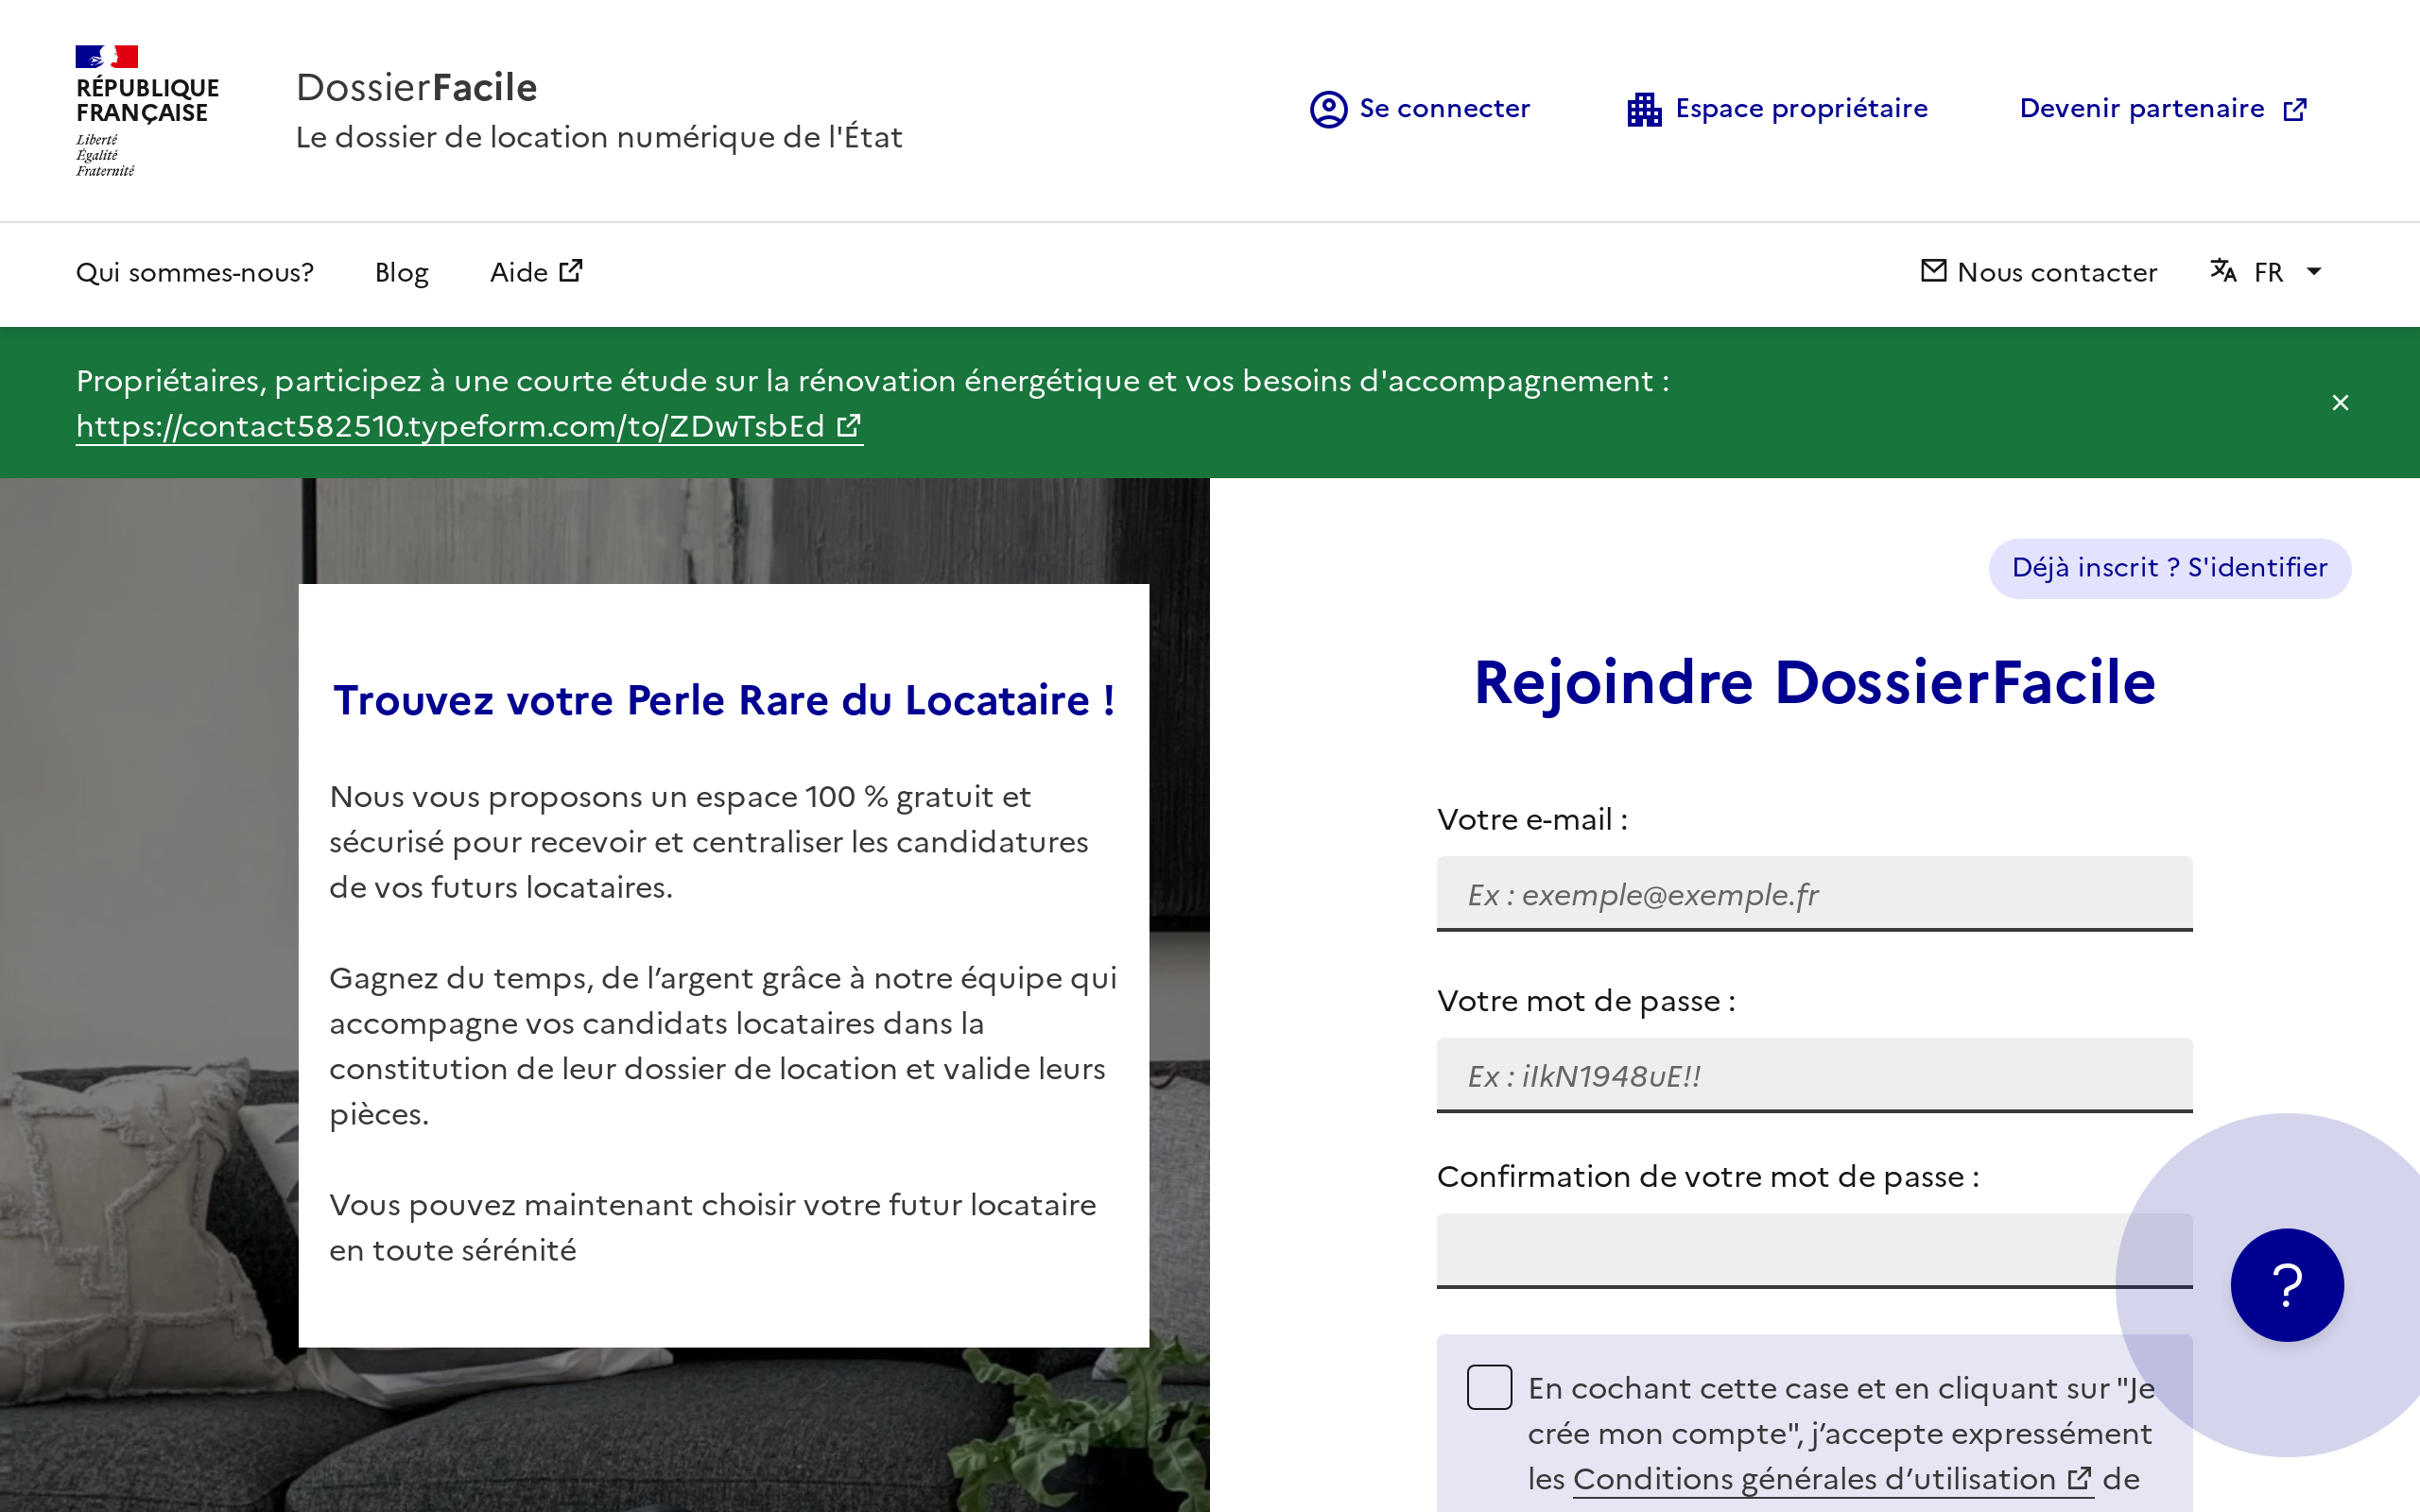 RÉPUBLIQUE
FRANÇAISE
Liberté
Égalité
Fraternité
DossierFacile
Le dossier de location numérique de l'État
Se connecter
Espace propriétaire
Devenir partenaire
Qui sommes-nous?
Blog
Aide
Nous contacter
FR
Propriétaires, participez à une courte étude sur la rénovation énergétique et vos besoins d'accompagnement :
https://contact582510.typeform.com/to/ZDwTsbEd
Trouvez votre Perle Rare du Locataire !
Nous vous proposons un espace 100 % gratuit et
sécurisé pour recevoir et centraliser les candidatures
de vos futurs locataires.
Gagnez du temps, de l’argent grâce à notre équipe qui
accompagne vos candidats locataires dans la
constitution de leur dossier de location et valide leurs
pièces.
Vous pouvez maintenant choisir votre futur locataire
en toute sérénité
Déjà inscrit ? S'identifier
Rejoindre DossierFacile
Votre e-mail :
Ex : exemple@exemple.fr
Votre mot de passe :
Ex : iIkN1948uE!!
Confirmation de votre mot de passe :
?
En cochant cette case et en cliquant sur "Je
crée mon compte", j’accepte expressément
les Conditions générales d’utilisation de